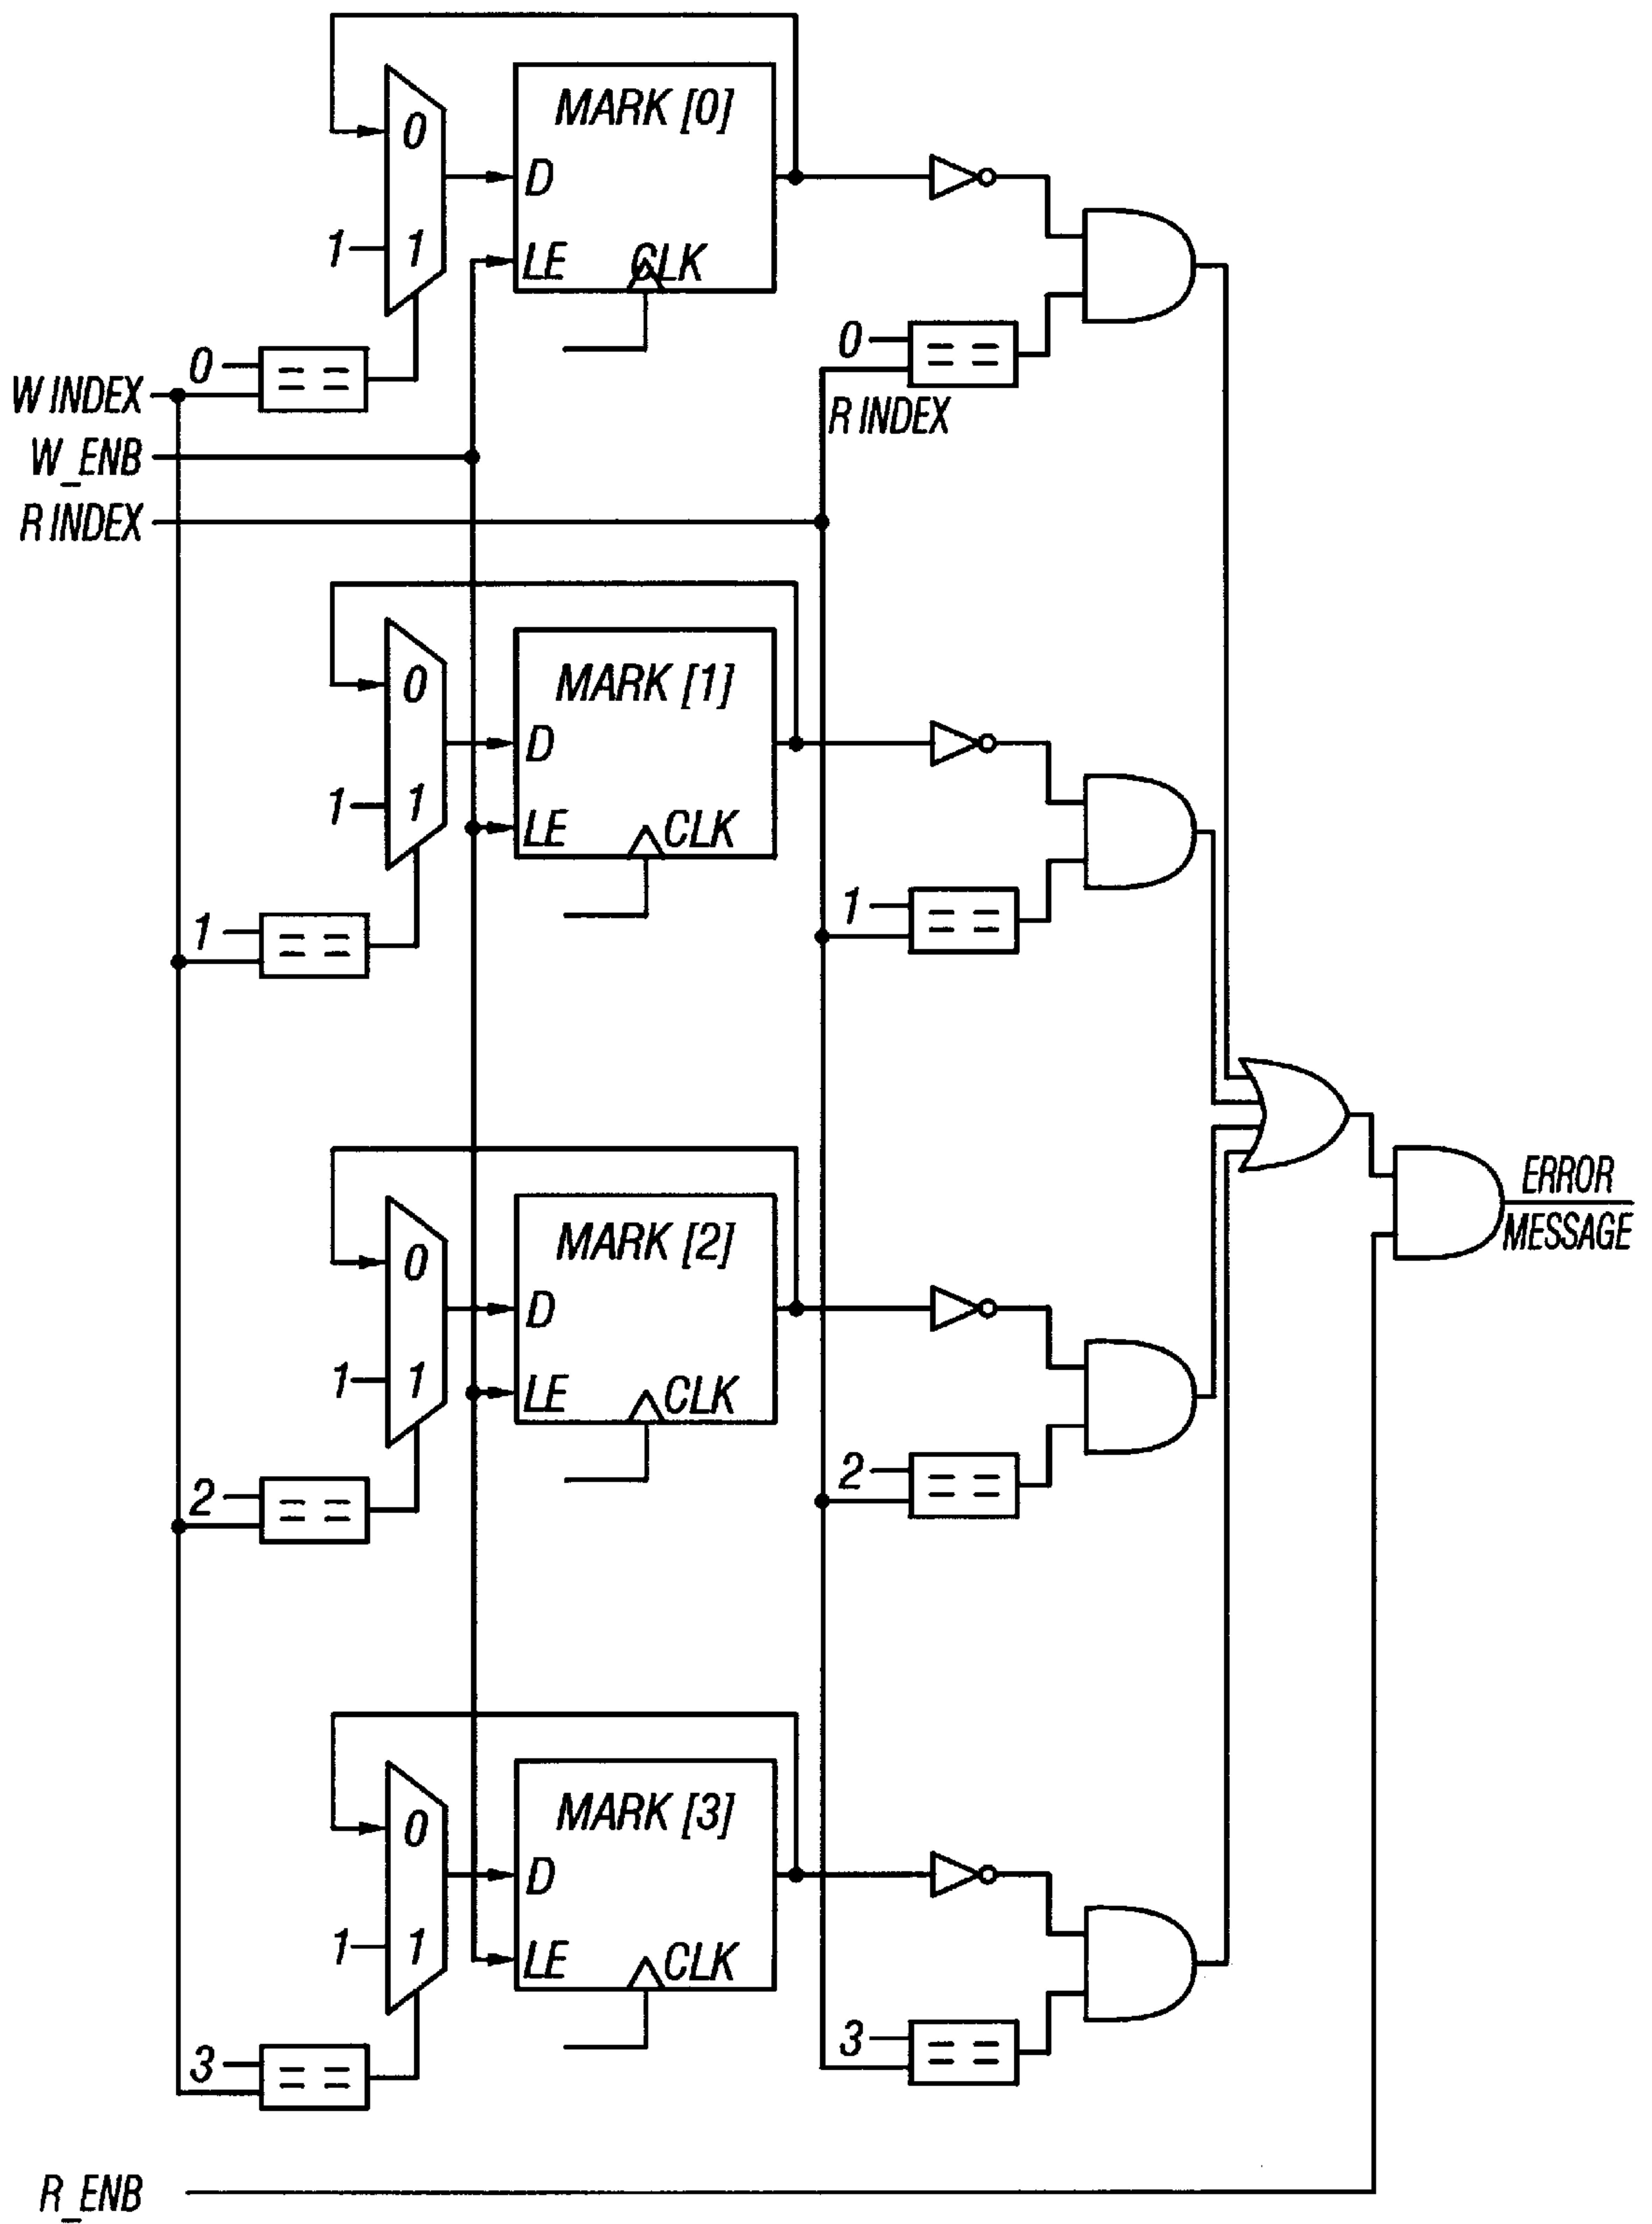 MARK [0]
0
D
1
1
LE
CLK
0
0
W INDEX
R INDEX
W_ENB
R INDEX
MARK [1]
0
D
1
1
LE
CLK
1
1
ERROR
MESSAGE
MARK [2]
0
D
1
1
LE
CLK
2
2
MARK [3]
0
D
1
1
LE
CLK
3
3
R_ENB